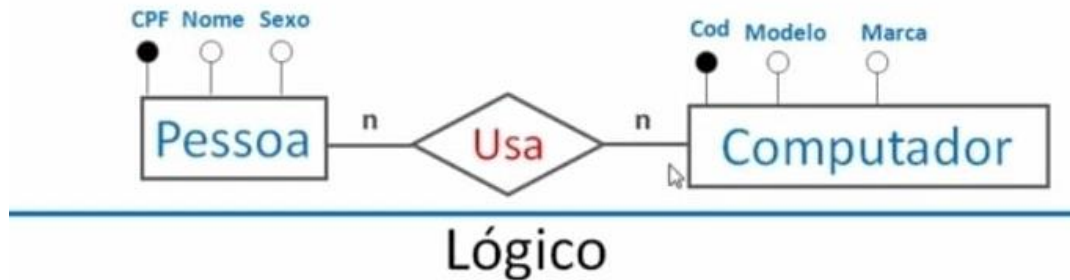 CPF Nome Sexo
Cod Modelo Marca
Pessoa n Usa n Computador
Lógico